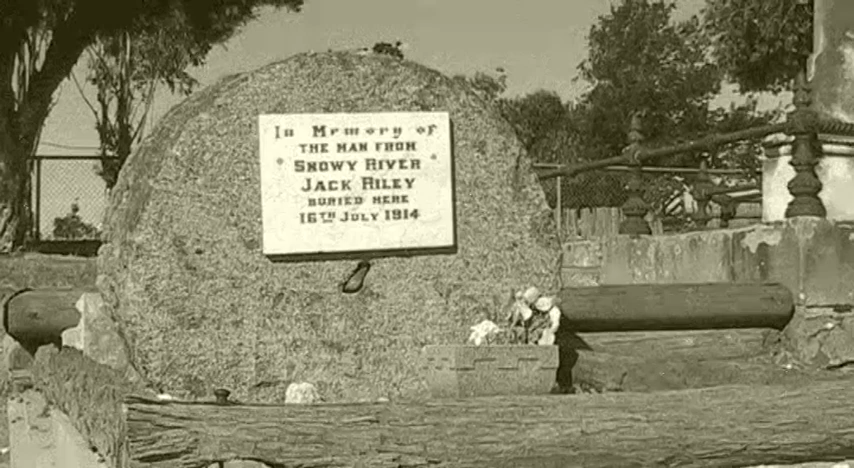 In Memory of
THE MAN FROM
SNOWY RIVER
JACK RILEY
BURIED HERE
16TH JULY 1914